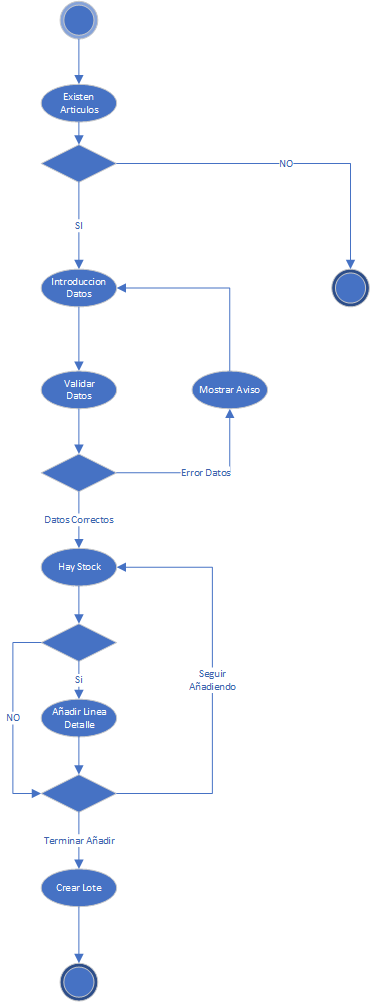 Existen
Articulos
NO
SI
Introduccion
Datos
Validar
Datos
Mostrar Aviso
Error Datos
Datos Correctos
Hay Stock
Seguir
Añadiendo
Si
Añadir Linea
Detalle
NO
Terminar Añadir
Crear Lote